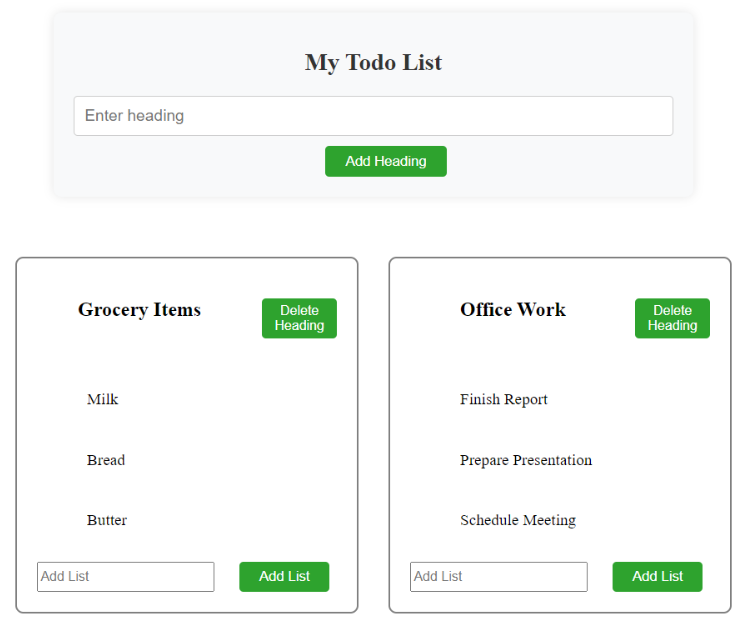 My Todo List
Enter heading
Add Heading
Grocery Items
Delete
Heading
Milk
Bread
Butter
Add List
Add List
Office Work
Delete
Heading
Finish Report
Prepare Presentation
Schedule Meeting
Add List
Add List